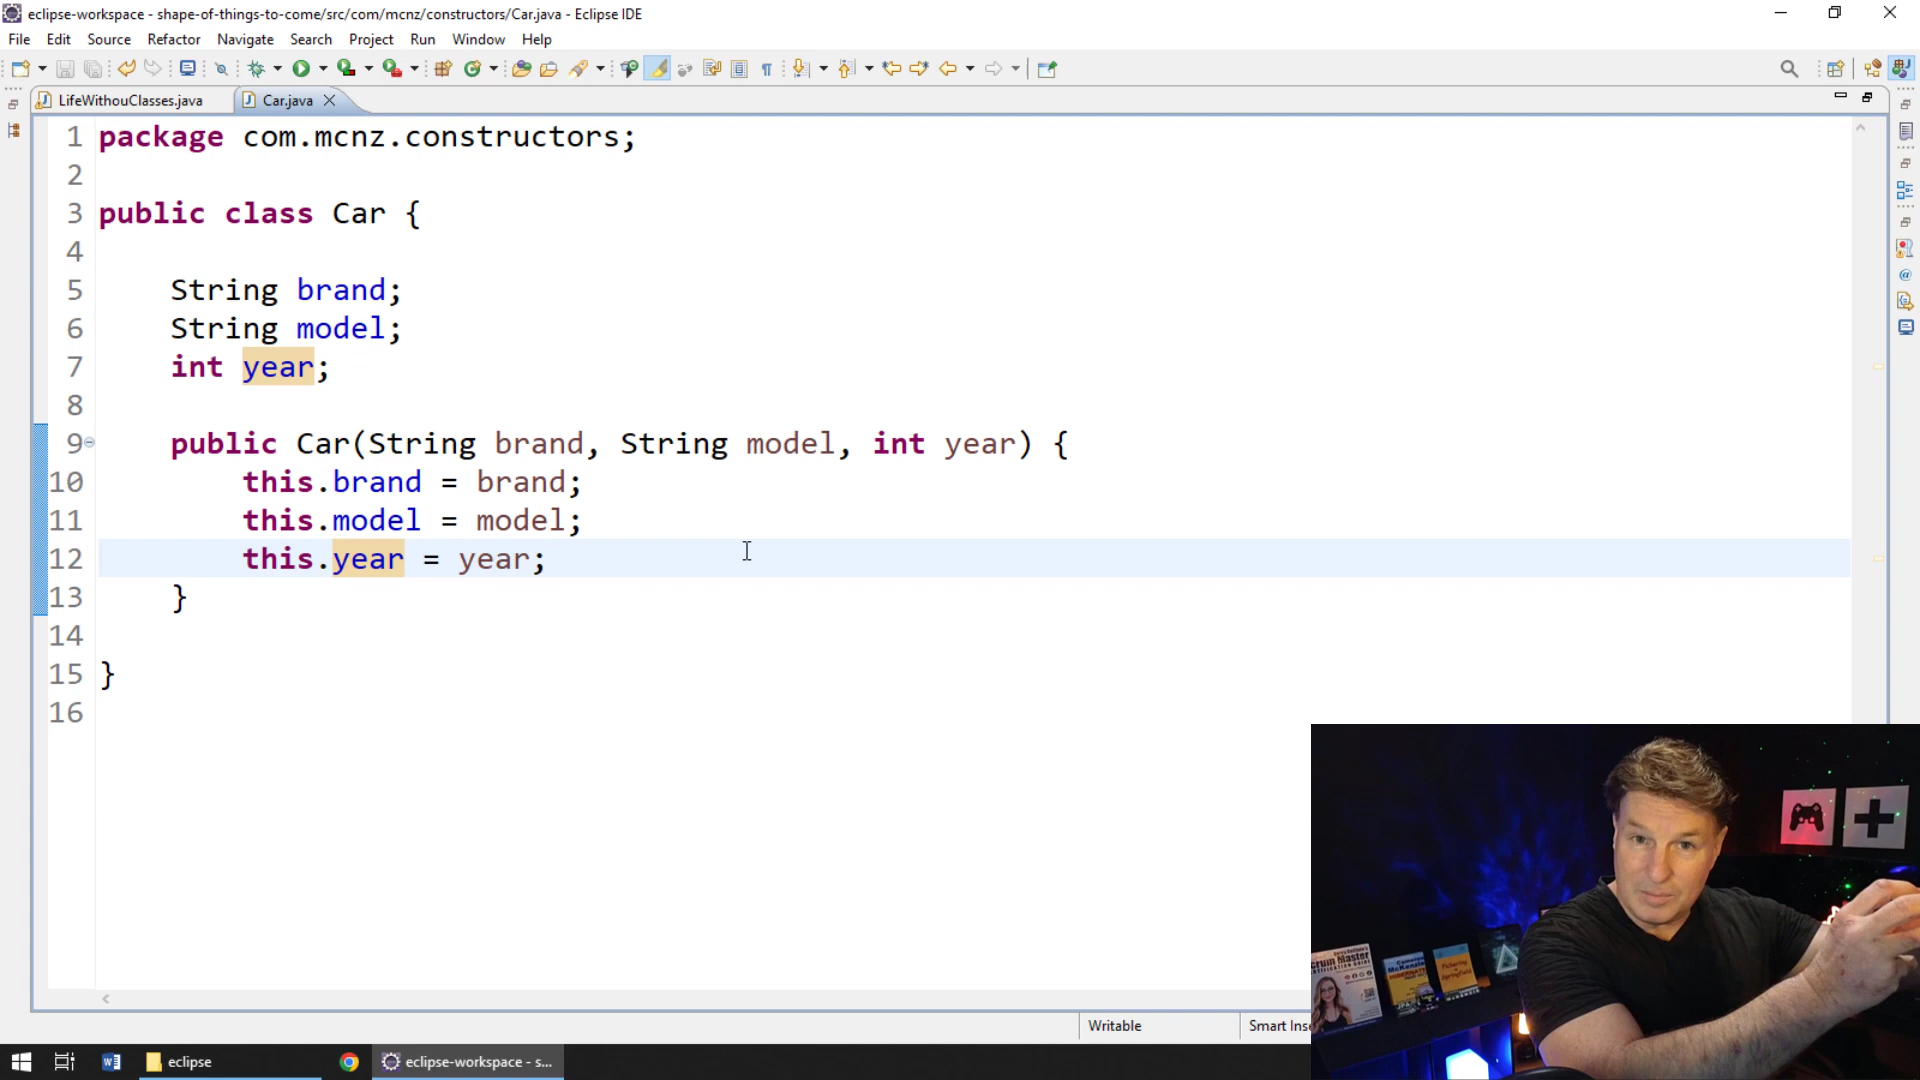 eclipse-workspace - shape-of-things-to-come/src/com/mcnz/constructors/Car.java - Eclipse IDE
File Edit Source Refactor Navigate Search Project Run Window Help
LifeWithouClasses.java Car.java
1 package com.mcnz.constructors;
2
3 public class Car {
4
5 String brand;
6 String model;
7 int year;
8
9 public Car(String brand, String model, int year) {
10 this.brand = brand;
11 this.model = model;
12 this.year = year;
13 }
14
15 }
16
Writable Smart Inse
eclipse eclipse-workspace - s...